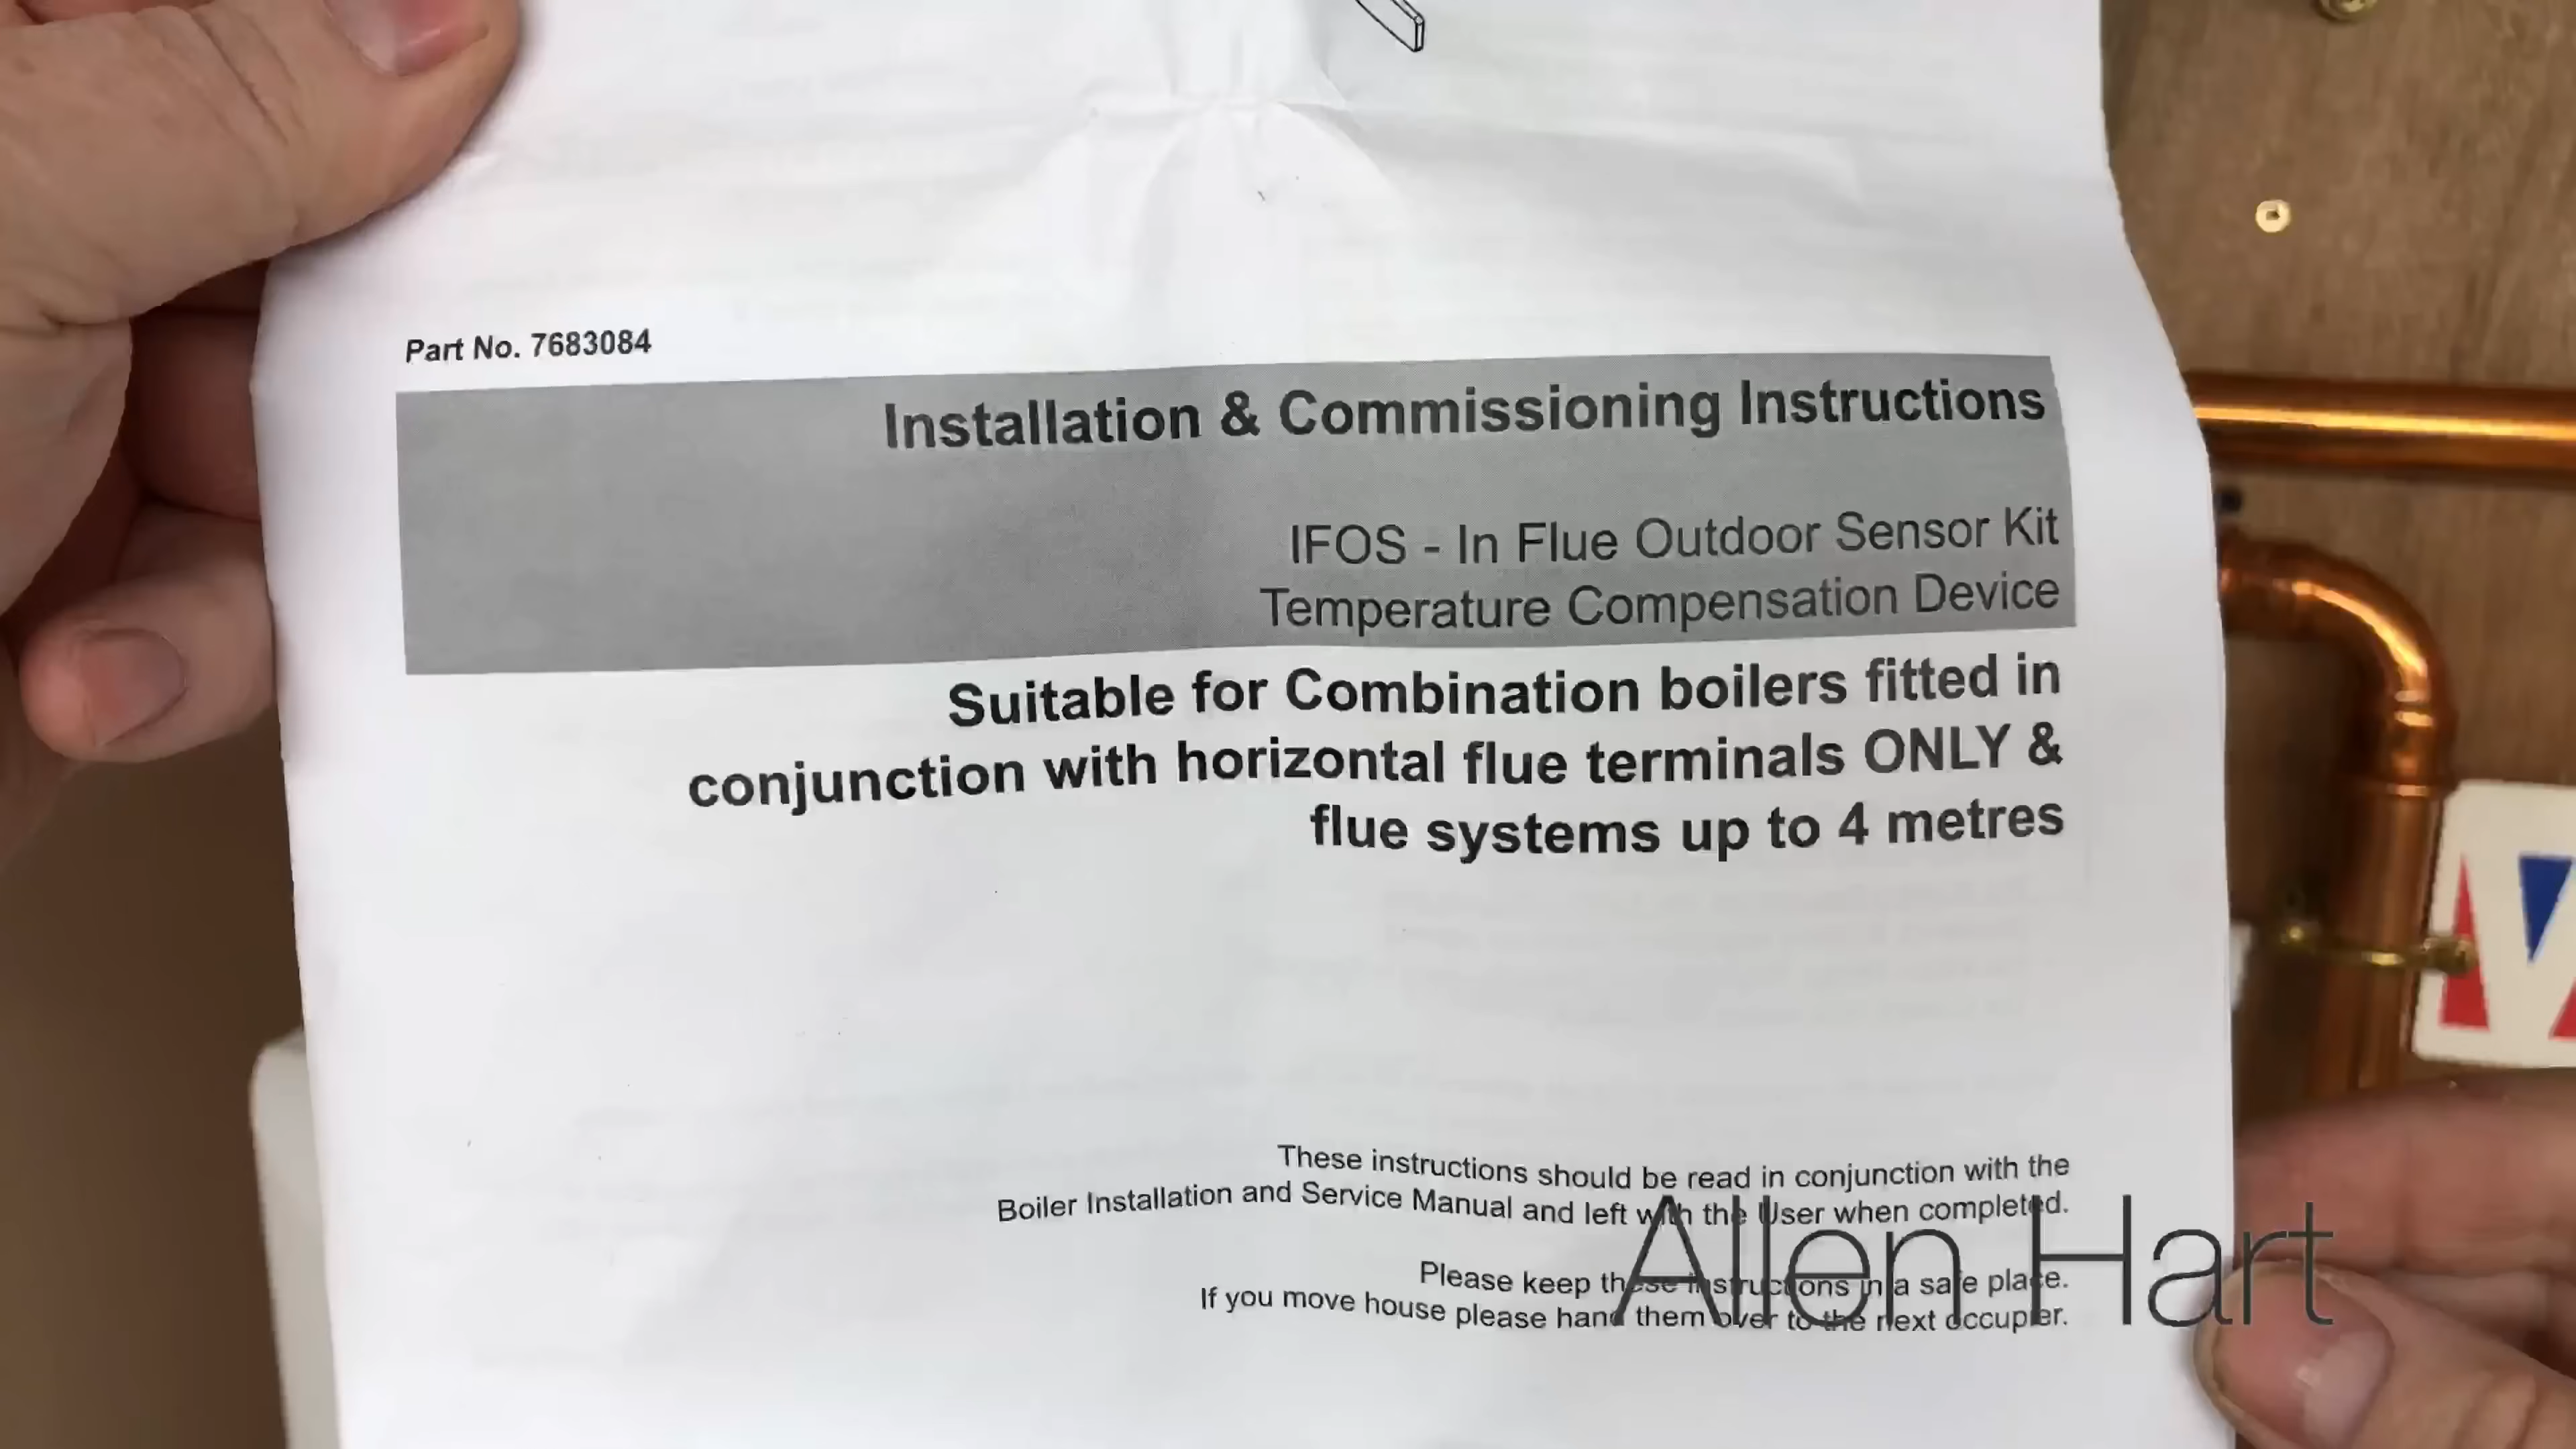 Part No. 7683084
Installation & Commissioning Instructions
IFOS - In Flue Outdoor Sensor Kit
Temperature Compensation Device
Suitable for Combination boilers fitted in
conjunction with horizontal flue terminals ONLY &
flue systems up to 4 metres
These instructions should be read in conjunction with the
Boiler Installation and Service Manual and left with the User when completed.
Please keep these instructions in a safe place.
If you move house please hand them over to the next occupier.
Allen Hart